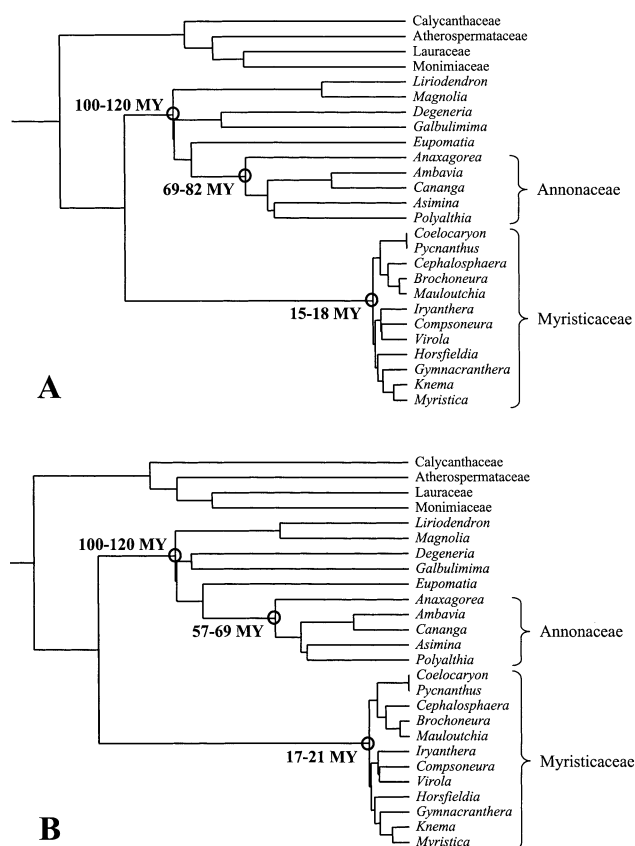 Calycanthaceae
Atherospermataceae
Lauraceae
Monimiaceae
Liriodendron
Magnolia
100-120 MY
Degeneria
Galbulimima
Eupomatia
Anaxagorea
69-82 MY
Ambavia
Cananga
Annonaceae
Asimina
Polyalthia
Coelocaryon
Pycnanthus
Cephalosphaera
Brochoneura
Mauloutchia
15-18 MY
Iryanthera
Compsoneura
Myristicaceae
Virola
Horsfieldia
Gymnacranthera
Knema
Myristica
A
Calycanthaceae
Atherospermataceae
Lauraceae
Monimiaceae
Liriodendron
Magnolia
100-120 MY
Degeneria
Galbulimima
Eupomatia
Anaxagorea
57-69 MY
Ambavia
Cananga
Annonaceae
Asimina
Polyalthia
Coelocaryon
Pycnanthus
Cephalosphaera
Brochoneura
Mauloutchia
17-21 MY
Iryanthera
Compsoneura
Myristicaceae
Virola
Horsfieldia
Gymnacranthera
Knema
Myristica
B